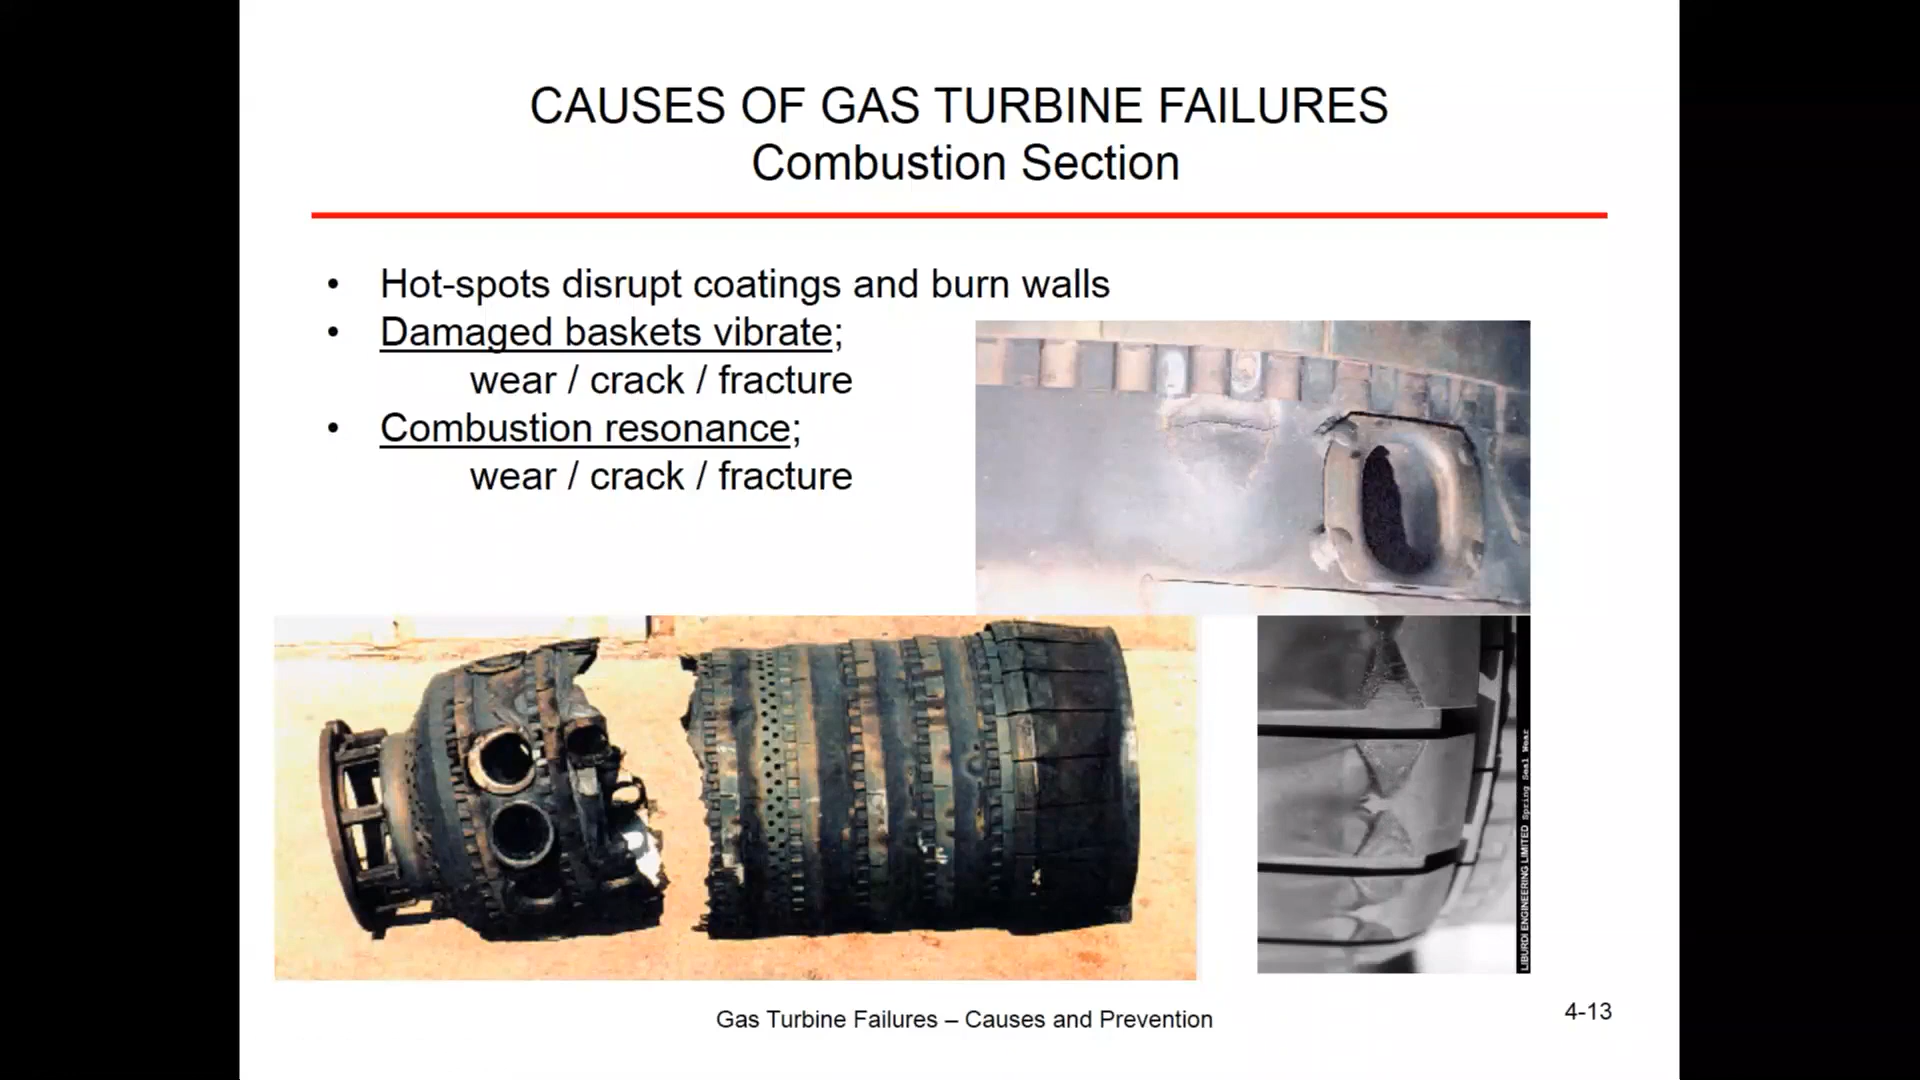 CAUSES OF GAS TURBINE FAILURES
Combustion Section
• Hot-spots disrupt coatings and burn walls
• Damaged baskets vibrate;
wear / crack / fracture
• Combustion resonance;
wear / crack / fracture
LIBURDI ENGINEERING LIMITED Spring Seal Wear
Gas Turbine Failures – Causes and Prevention
4-13